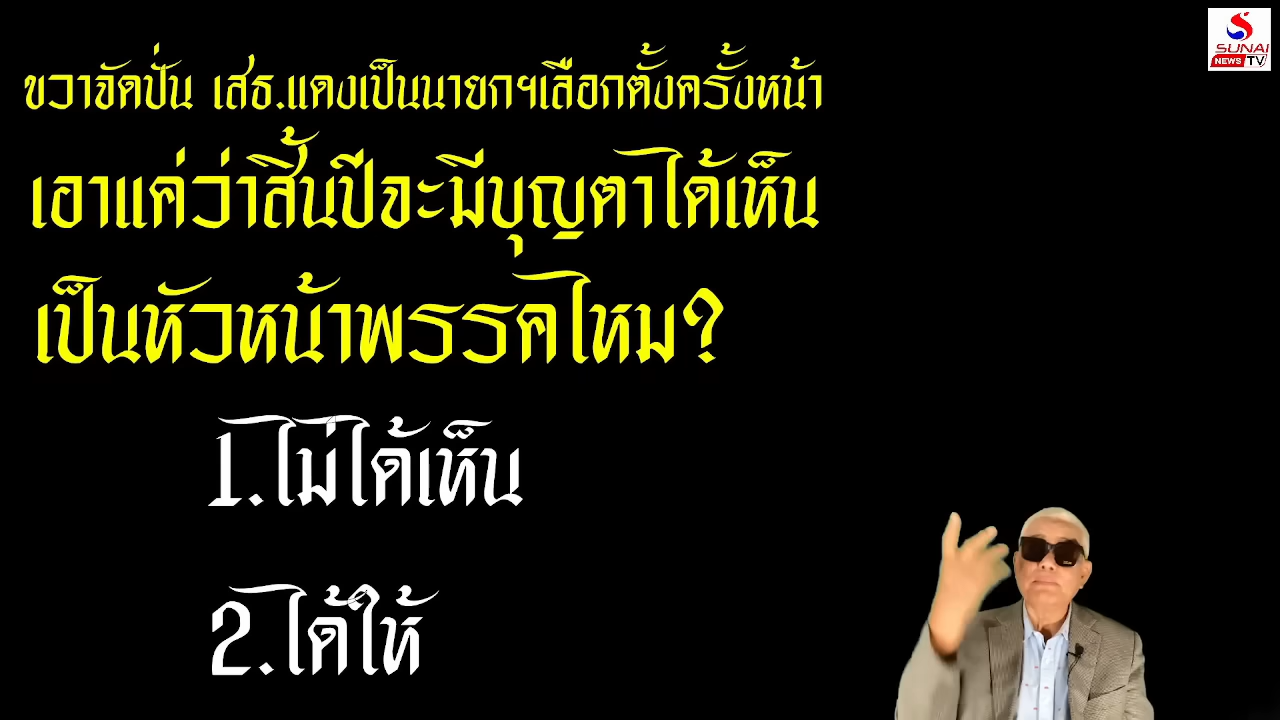 ขวาจัดปั่น เสธ.แดงเป็นนายกฯเลือกตั้งครั้งหน้า
เอาแค่ว่าสิ้นปีจะมีบุญตาได้เห็น
เป็นหัวหน้าพรรคไหม?
1.ไม่ได้เห็น
2.ได้ให้
SUNAI
NEWS TV